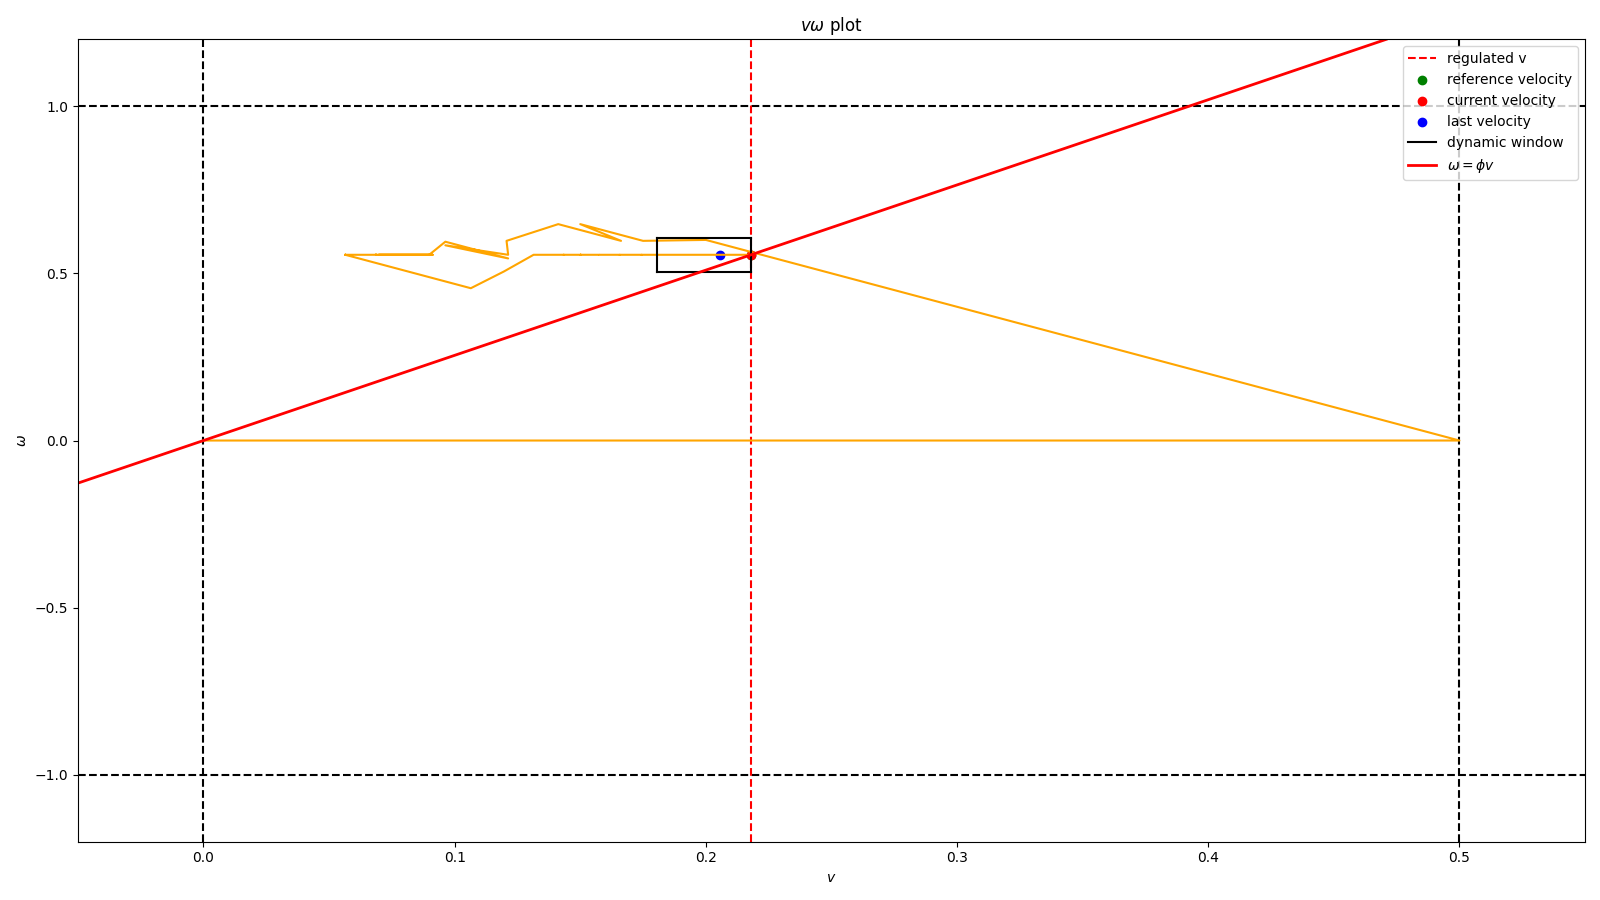 vω plot
regulated v
reference velocity
current velocity
last velocity
dynamic window
ω = ϕv
1.0
0.5
0.0
−0.5
−1.0
ω
0.0 0.1 0.2 0.3 0.4 0.5
v